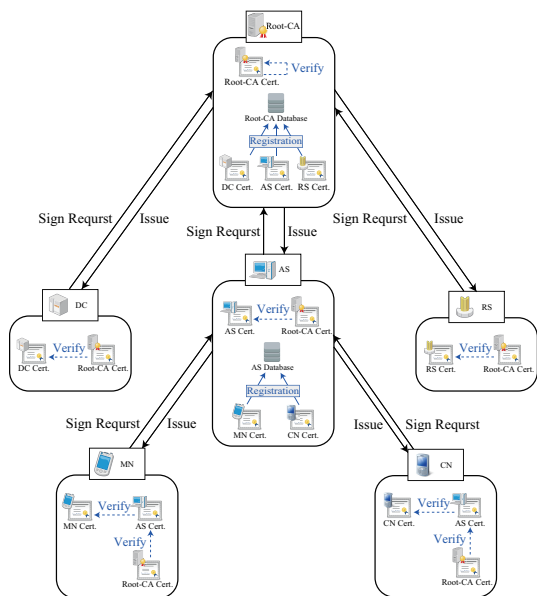 Root-CA
Verify
Root-CA Cert.
Root-CA Database
Registration
DC Cert. AS Cert. RS Cert.
Sign Requrst Issue Sign Requrst Issue Sign Requrst Issue
DC AS RS
Verify
AS Cert. Root-CA Cert.
Verify
DC Cert. Root-CA Cert.
Verify
RS Cert. Root-CA Cert.
AS Database
Registration
MN Cert. CN Cert.
Sign Requrst Issue Issue Sign Requrst
MN CN
Verify
MN Cert. AS Cert.
Verify
Root-CA Cert.
Verify
CN Cert. AS Cert.
Verify
Root-CA Cert.